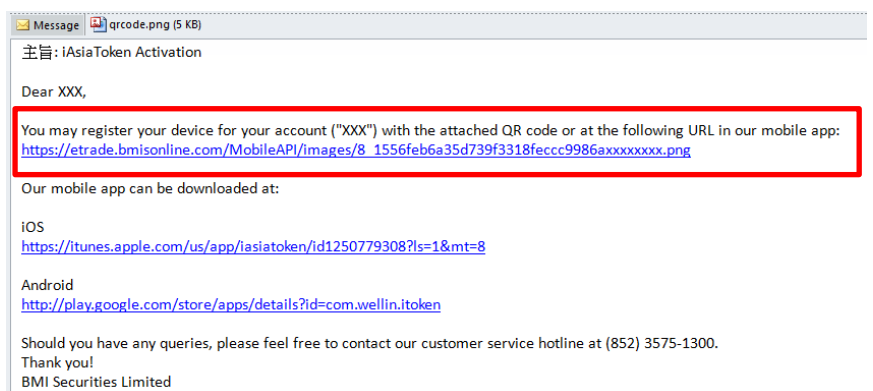 Message qrcode.png (5 KB)
主旨: iAsiaToken Activation
Dear XXX,
You may register your device for your account ("XXX") with the attached QR code or at the following URL in our mobile app:
https://etrade.bmisonline.com/MobileAPI/images/8_1556feb6a35d739f3318feccc9986axxxxxxxx.png
Our mobile app can be downloaded at:
iOS
https://itunes.apple.com/us/app/iasiatoken/id1250779308?ls=1&mt=8
Android
http://play.google.com/store/apps/details?id=com.wellin.itoken
Should you have any queries, please feel free to contact our customer service hotline at (852) 3575-1300.
Thank you!
BMI Securities Limited